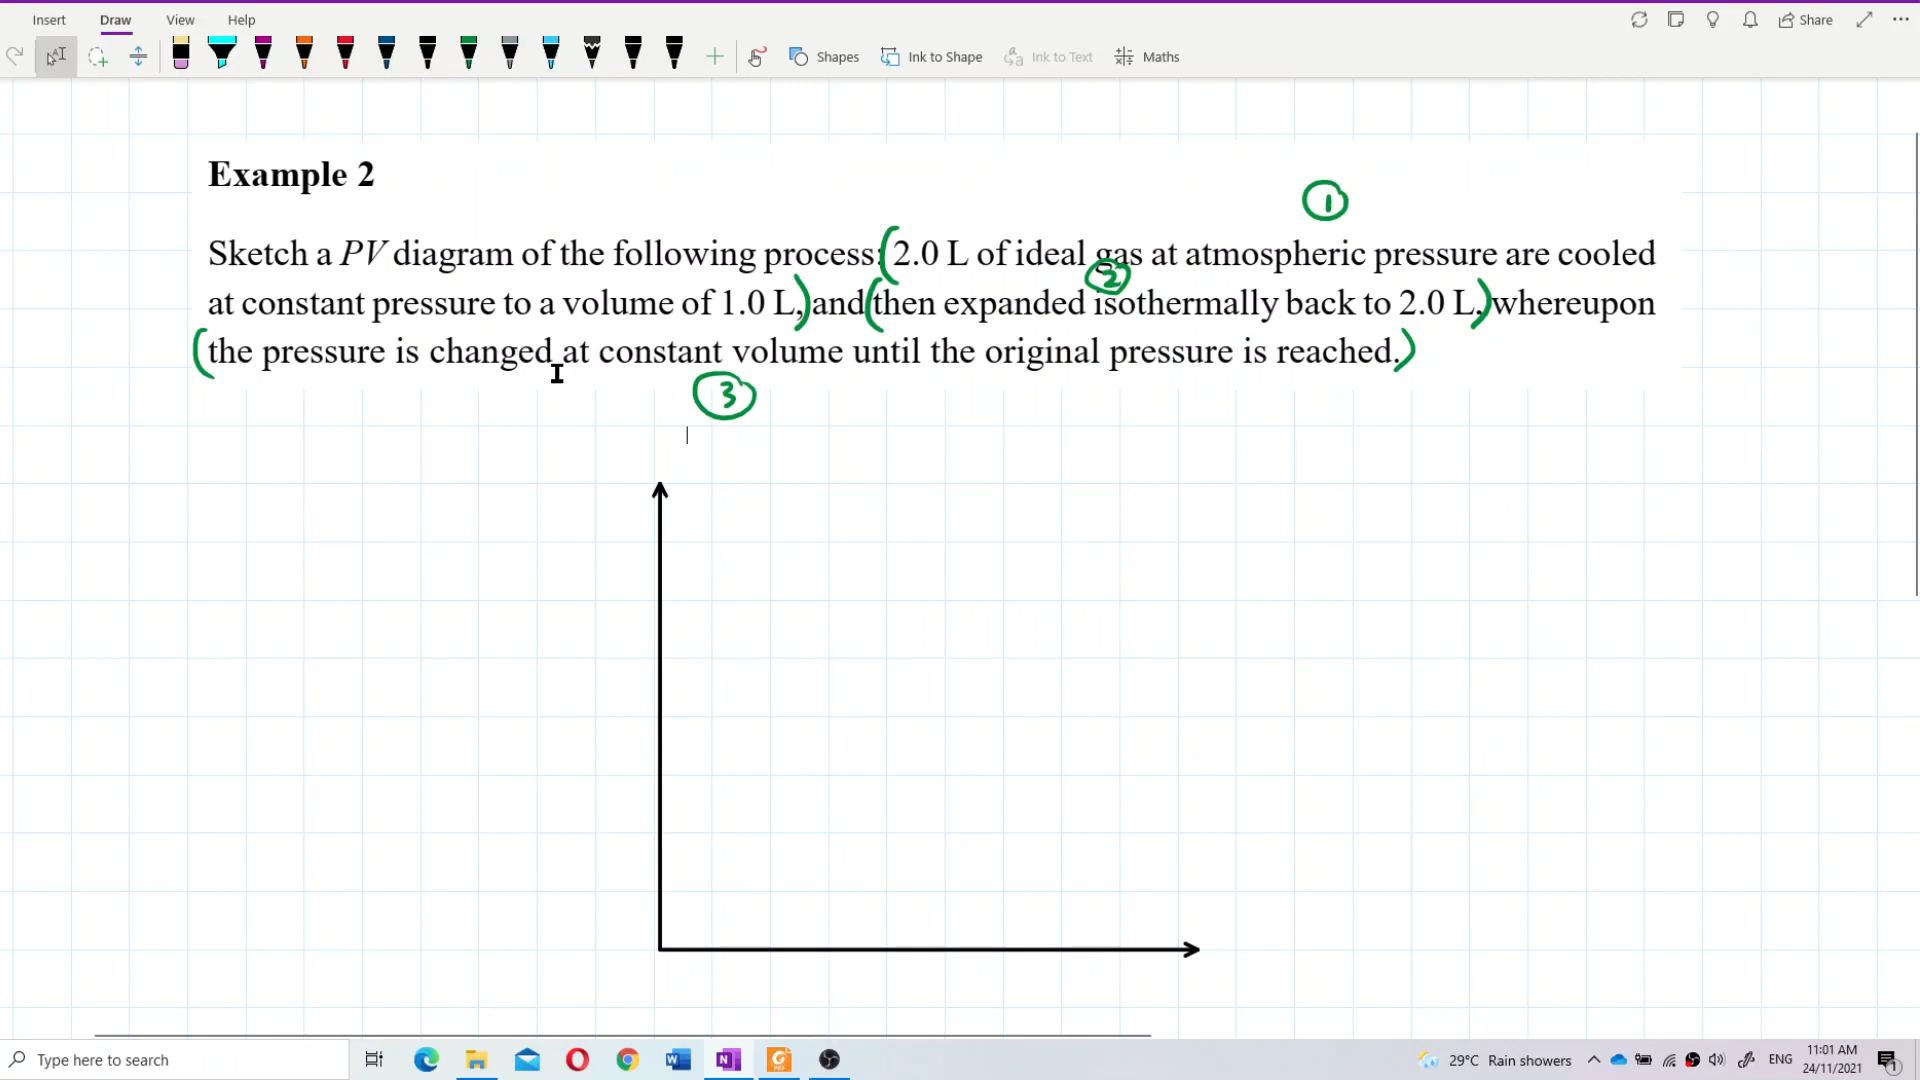 Insert Draw View Help Share
Shapes Ink to Shape Ink to Text Maths
Example 2
1
Sketch a PV diagram of the following process: (2.0 L of ideal gas at atmospheric pressure are cooled
2
at constant pressure to a volume of 1.0 L,) and (then expanded isothermally back to 2.0 L,) whereupon
(the pressure is changed at constant volume until the original pressure is reached.)
3
Type here to search 29°C Rain showers ENG 11:01 AM
24/11/2021 1